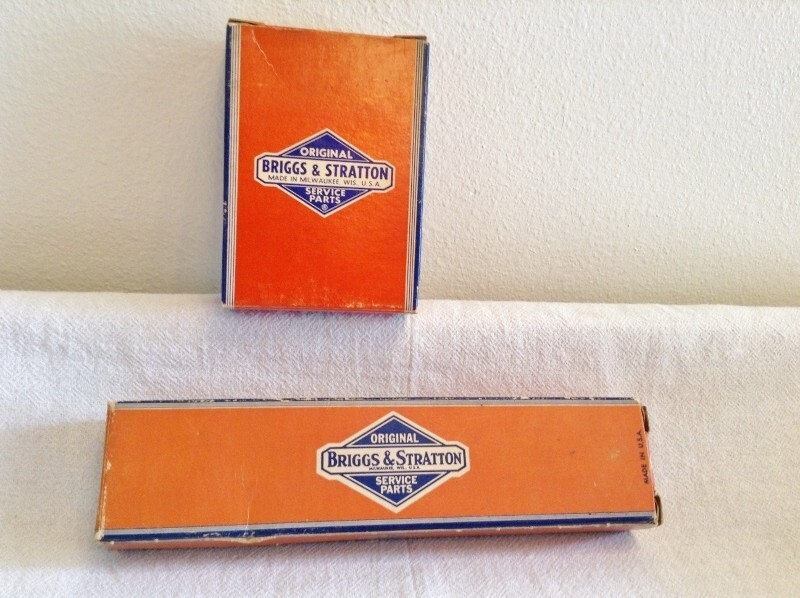 ORIGINAL
BRIGGS & STRATTON
MADE IN MILWAUKEE, WIS. U.S.A.
SERVICE
PARTS
®
ORIGINAL
BRIGGS & STRATTON
MILWAUKEE, WIS., U.S.A.
SERVICE
PARTS
MADE IN U.S.A.